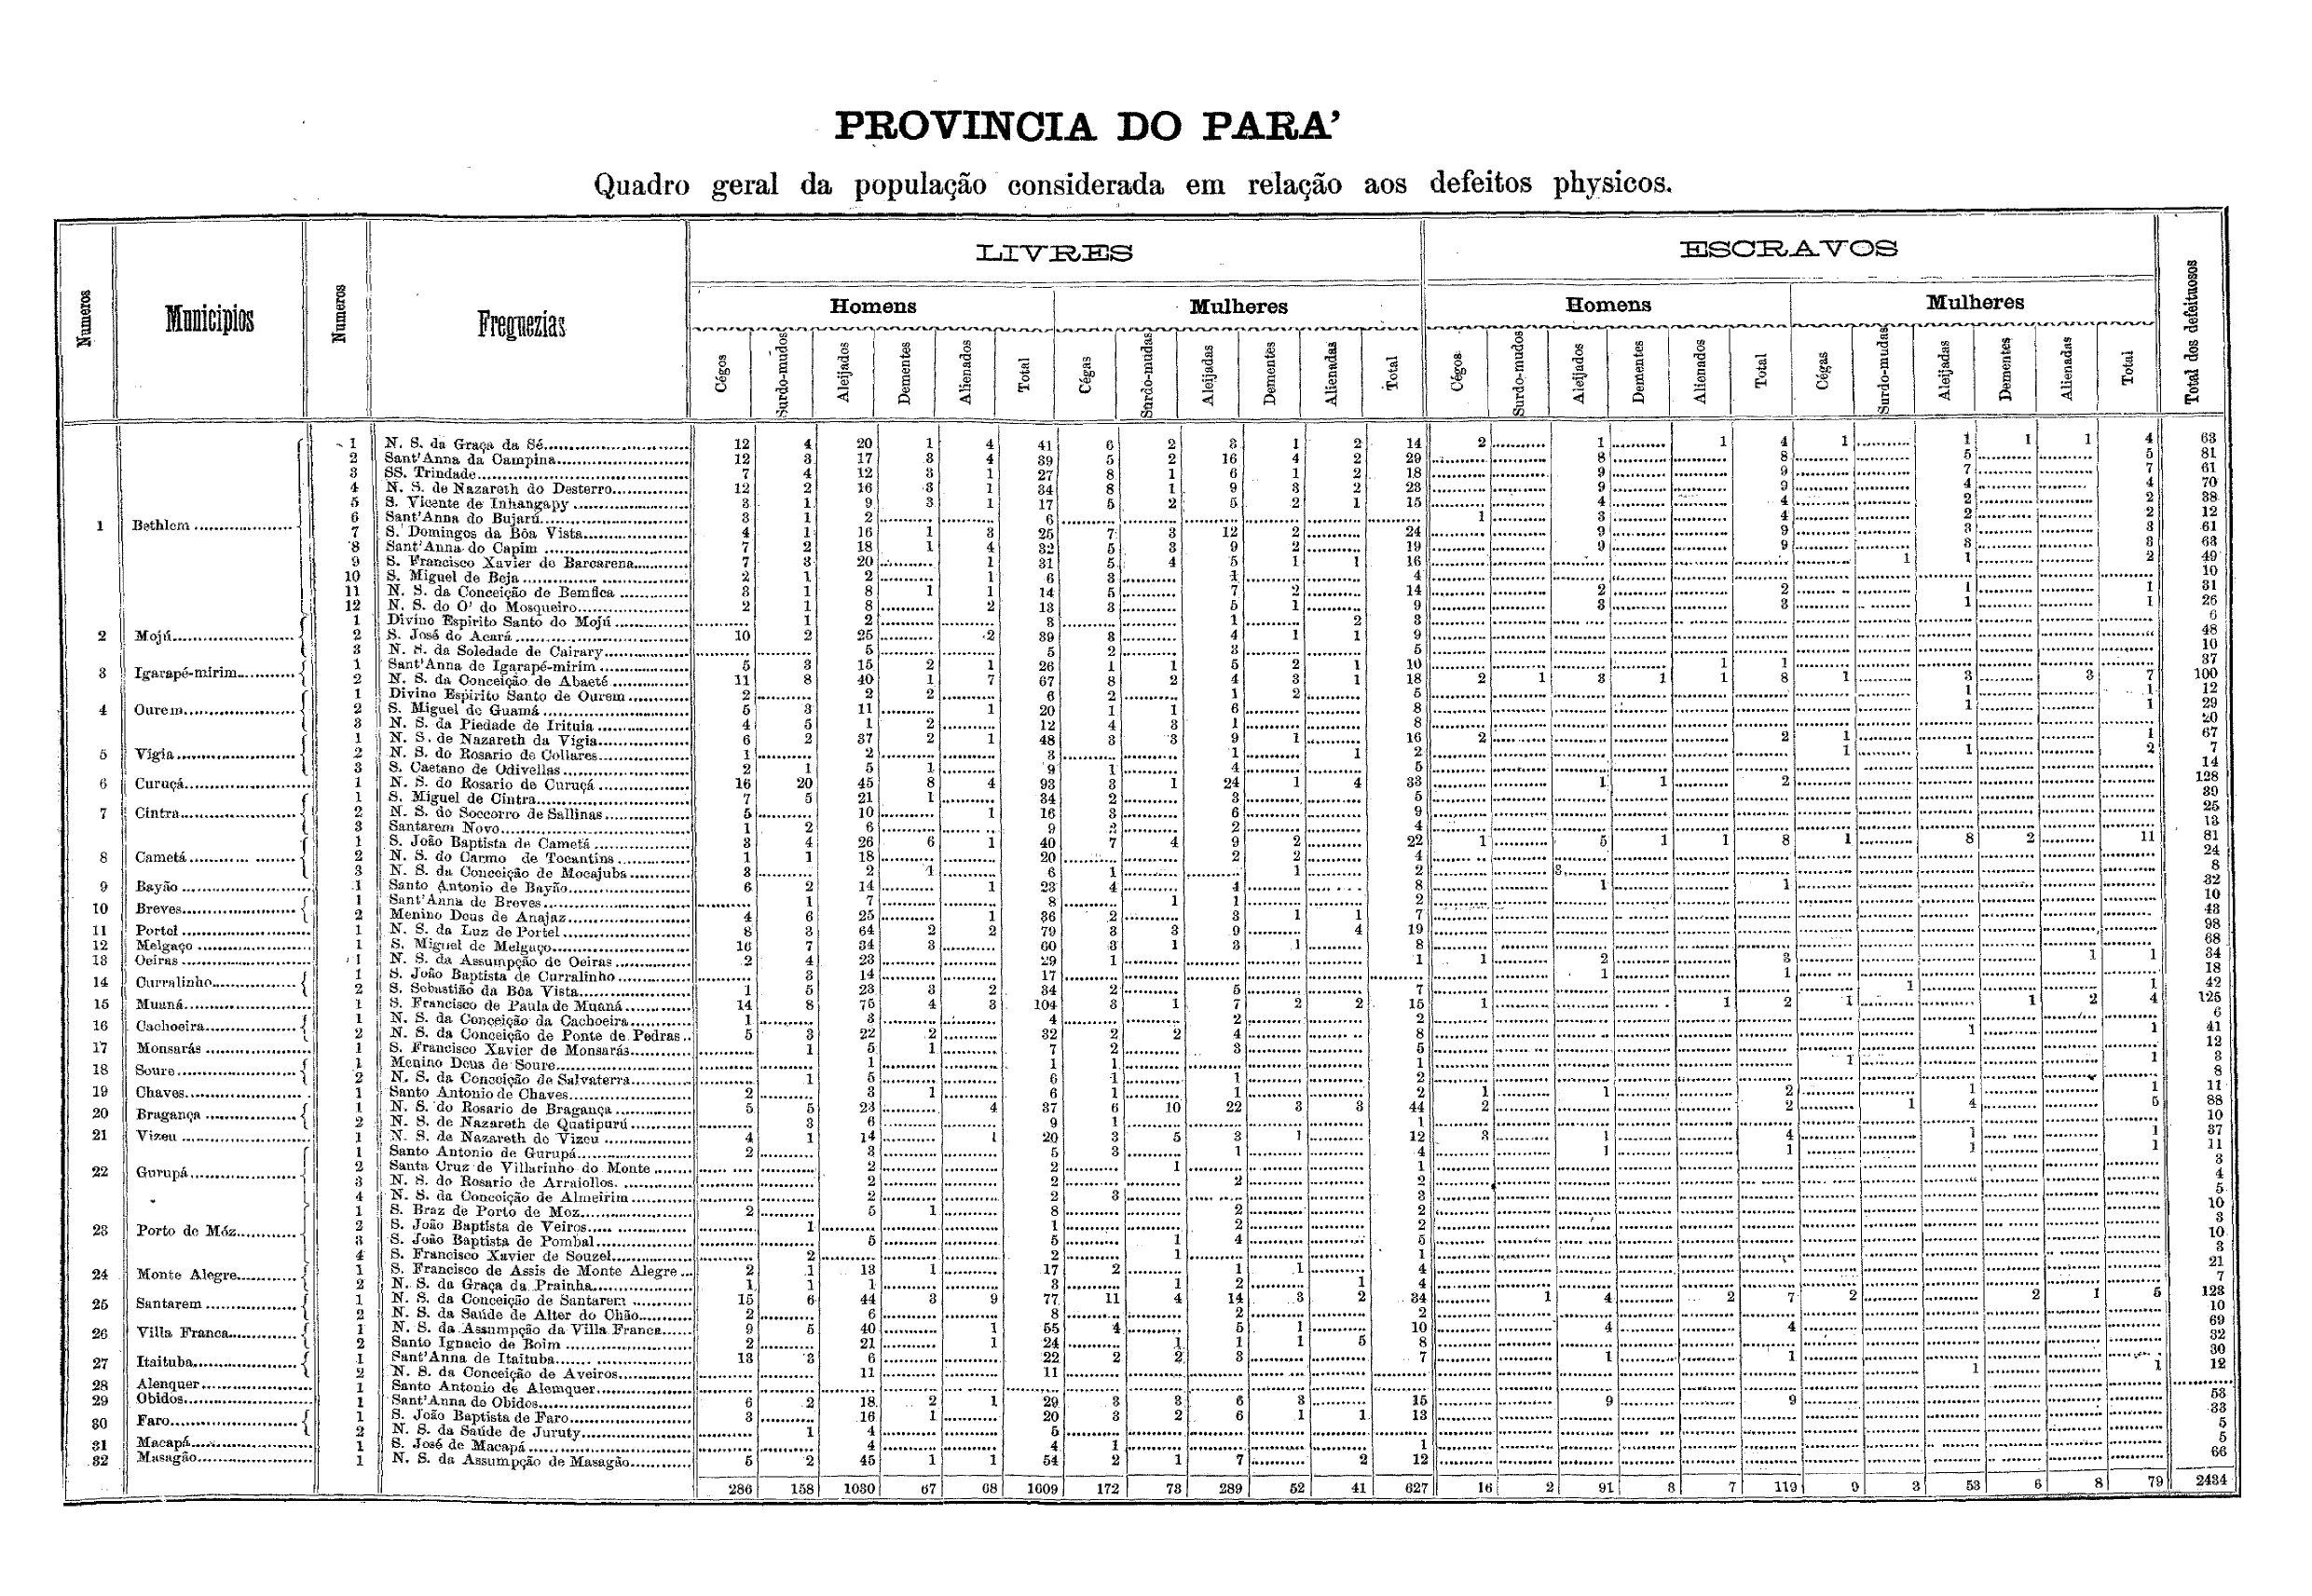 PROVINCIA DO PARA'
Quadro geral da população considerada em relação aos defeitos physicos.
LIVRES ESCRAVOS
Homens Mulheres Homens Mulheres
Numeros Municipios Numeros Freguezias Cégos Surdo-mudos Aleijados Dementes Alienados Total Cégas Surdo-mudas Aleijadas Dementes Alienadas Total Cégos Surdo-mudos Aleijados Dementes Alienados Total Cégas Surdo-mudas Aleijadas Dementes Alienadas Total Total dos defeituosos
1 N. S. da Graça da Sé 12 4 20 1 4 41 6 2 3 1 2 14 2 1 1 4 1 1 1 1 4 63
2 Sant'Anna da Campina 12 3 17 3 4 39 5 2 16 4 2 29 8 8 5 5 81
3 SS. Trindade 7 4 12 3 1 27 8 1 6 1 2 18 9 9 7 7 61
4 N. S. de Nazareth do Desterro 12 2 16 3 1 34 8 1 9 3 2 23 9 9 4 4 70
5 S. Vicente de Inhangapy 3 1 9 3 1 17 5 2 5 2 1 15 4 4 2 2 38
1 Bethlem 6 Sant'Anna do Bujarú 3 1 2 6 1 3 4 2 2 12
7 S. Domingos da Bôa Vista 4 1 16 1 3 25 7 3 12 2 24 9 9 3 3 61
8 Sant'Anna do Capim 7 2 18 1 4 32 5 3 9 2 19 9 9 3 3 63
9 S. Francisco Xavier de Barcarena 7 3 20 1 31 5 4 5 1 1 16 1 1 2 49
10 S. Miguel de Beja 2 1 2 1 6 3 1 4 10
11 N. S. da Conceição de Bemfica 3 1 8 1 1 14 5 7 2 14 2 2 1 1 31
12 N. S. do O' do Mosqueiro 2 1 8 2 13 3 5 1 9 3 3 1 1 26
1 Divino Espirito Santo do Mojú 1 2 3 1 2 3 6
2 Mojú 2 S. José do Acará 10 2 25 2 39 3 4 1 1 9 48
3 N. S. da Soledade de Cairary 5 5 2 3 5 10
3 Igarapé-mirim 1 Sant'Anna de Igarapé-mirim 5 3 15 2 1 26 1 1 5 2 1 10 1 1 37
2 N. S. da Conceição de Abaeté 11 8 40 1 7 67 8 2 4 3 1 18 2 1 3 1 1 8 1 3 3 7 100
1 Divino Espirito Santo de Ourem 2 2 2 6 2 1 2 5 1 1 12
4 Ourem 2 S. Miguel de Guamá 5 3 11 1 20 1 1 6 8 1 1 29
3 N. S. da Piedade de Irituia 4 5 1 2 12 4 3 1 8 20
1 N. S. de Nazareth da Vigia 6 2 37 2 1 48 3 3 9 1 16 2 2 1 1 67
5 Vigia 2 N. S. do Rosario de Collares 1 2 3 1 1 2 1 1 2 7
3 S. Caetano de Odivellas 2 1 5 1 9 1 4 5 14
6 Curuçá 1 N. S. do Rosario de Curuçá 16 20 45 8 4 93 3 1 24 1 4 33 1 1 2 128
1 S. Miguel de Cintra 7 5 21 1 34 2 3 5 39
7 Cintra 2 N. S. do Soccorro de Sallinas 5 10 1 16 3 6 9 25
3 Santarem Novo 1 2 6 9 2 2 4 13
1 S. João Baptista de Cametá 3 4 26 6 1 40 7 4 9 2 22 1 5 1 1 8 1 8 2 11 81
8 Cametá 2 N. S. do Carmo de Tocantins 1 1 18 20 2 2 4 24
3 N. S. da Conceição de Mocajuba 3 2 1 6 1 1 2 8
9 Bayão 1 Santo Antonio de Bayão 6 2 14 1 23 4 4 8 1 1 32
10 Breves 1 Sant'Anna de Breves 1 7 8 1 1 2 10
2 Menino Deus de Anajaz 4 6 25 1 36 2 3 1 1 7 43
11 Portel 1 N. S. da Luz de Portel 8 3 64 2 2 79 3 3 9 4 19 98
12 Melgaço 1 S. Miguel de Melgaço 16 7 34 3 60 3 1 3 1 8 68
13 Oeiras 1 N. S. da Assumpção de Oeiras 2 4 23 29 1 1 1 2 3 1 1 34
14 Curralinho 1 S. João Baptista de Curralinho 3 14 17 1 1 18
2 S. Sebastião da Bôa Vista 1 5 23 3 2 34 2 5 7 1 1 42
15 Muaná 1 S. Francisco de Paula de Muaná 14 8 75 4 3 104 3 1 7 2 2 15 1 1 2 1 1 2 4 125
16 Cachoeira 1 N. S. da Conceição da Cachoeira 1 3 4 2 2 6
2 N. S. da Conceição de Ponte de Pedras 5 3 22 2 32 2 2 4 8 1 1 41
17 Monsarás 1 S. Francisco Xavier de Monsarás 1 5 1 7 2 3 5 12
18 Soure 1 Menino Deus de Soure 1 1 1 1 1 1 3
2 N. S. da Conceição de Salvaterra 1 5 6 1 1 2 8
19 Chaves 1 Santo Antonio de Chaves 2 3 1 6 1 1 2 1 1 2 1 1 11
20 Bragança 1 N. S. do Rosario de Bragança 5 5 23 4 37 6 10 22 3 3 44 2 2 1 4 5 88
2 N. S. de Nazareth de Quatipurú 3 6 9 1 1 10
21 Vizeu 1 N. S. de Nazareth de Vizeu 4 1 14 1 20 3 5 3 1 12 3 1 4 1 1 37
1 Santo Antonio de Gurupá 2 3 5 3 1 4 1 1 1 1 11
22 Gurupá 2 Santa Cruz de Villarinho do Monte 2 2 1 1 3
3 N. S. do Rosario de Arraiollos 2 2 2 2 4
4 N. S. da Conceição de Almeirim 2 2 3 3 5
1 S. Braz de Porto de Moz 2 5 1 8 2 2 10
23 Porto de Móz 2 S. João Baptista de Veiros 1 1 2 2 3
3 S. João Baptista de Pombal 5 5 1 4 5 10
4 S. Francisco Xavier de Souzel 2 2 1 1 3
24 Monte Alegre 1 S. Francisco de Assis de Monte Alegre 2 1 13 1 17 2 1 1 4 21
2 N. S. da Graça da Prainha 1 1 1 3 1 2 1 4 7
25 Santarem 1 N. S. da Conceição de Santarem 15 6 44 3 9 77 11 4 14 3 2 34 1 4 2 7 2 2 1 5 123
2 N. S. da Saúde de Alter do Chão 2 6 8 2 2 10
26 Villa Franca 1 N. S. da Assumpção da Villa Franca 9 5 40 1 55 4 5 1 10 4 4 69
2 Santo Ignacio de Boim 2 21 1 24 1 1 1 5 8 32
27 Itaituba 1 Sant'Anna de Itaituba 13 3 6 22 2 2 3 7 1 1 30
2 N. S. da Conceição de Aveiros 11 11 1 1 12
28 Alenquer 1 Santo Antonio de Alemquer
29 Obidos 1 Sant'Anna de Obidos 6 2 18 2 1 29 3 3 6 3 15 9 9 53
30 Faro 1 S. João Baptista de Faro 3 16 1 20 3 2 6 1 1 13 33
2 N. S. da Saúde de Juruty 1 4 5 5
31 Macapá 1 S. José de Macapá 4 4 1 1 5
32 Masagão 1 N. S. da Assumpção de Masagão 5 2 45 1 1 54 2 1 7 2 12 66
286 158 1030 67 68 1609 172 73 289 52 41 627 16 2 91 3 7 119 9 3 53 6 8 79 2434